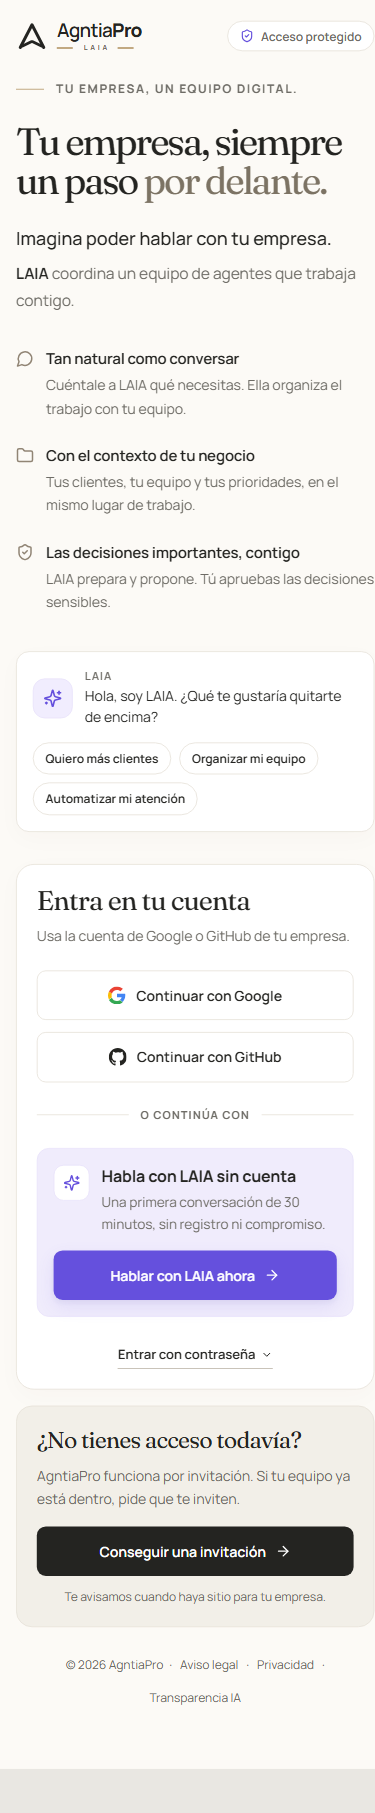 AgntiaPro
LAIA
Acceso protegido
TU EMPRESA, UN EQUIPO DIGITAL.
Tu empresa, siempre
un paso por delante.
Imagina poder hablar con tu empresa.
LAIA coordina un equipo de agentes que trabaja
contigo.
Tan natural como conversar
Cuéntale a LAIA qué necesitas. Ella organiza el
trabajo con tu equipo.
Con el contexto de tu negocio
Tus clientes, tu equipo y tus prioridades, en el
mismo lugar de trabajo.
Las decisiones importantes, contigo
LAIA prepara y propone. Tú apruebas las decisiones
sensibles.
LAIA
Hola, soy LAIA. ¿Qué te gustaría quitarte
de encima?
Quiero más clientes
Organizar mi equipo
Automatizar mi atención
Entra en tu cuenta
Usa la cuenta de Google o GitHub de tu empresa.
Continuar con Google
Continuar con GitHub
O CONTINÚA CON
Habla con LAIA sin cuenta
Una primera conversación de 30
minutos, sin registro ni compromiso.
Hablar con LAIA ahora →
Entrar con contraseña
¿No tienes acceso todavía?
AgntiaPro funciona por invitación. Si tu equipo ya
está dentro, pide que te inviten.
Conseguir una invitación →
Te avisamos cuando haya sitio para tu empresa.
© 2026 AgntiaPro · Aviso legal · Privacidad ·
Transparencia IA